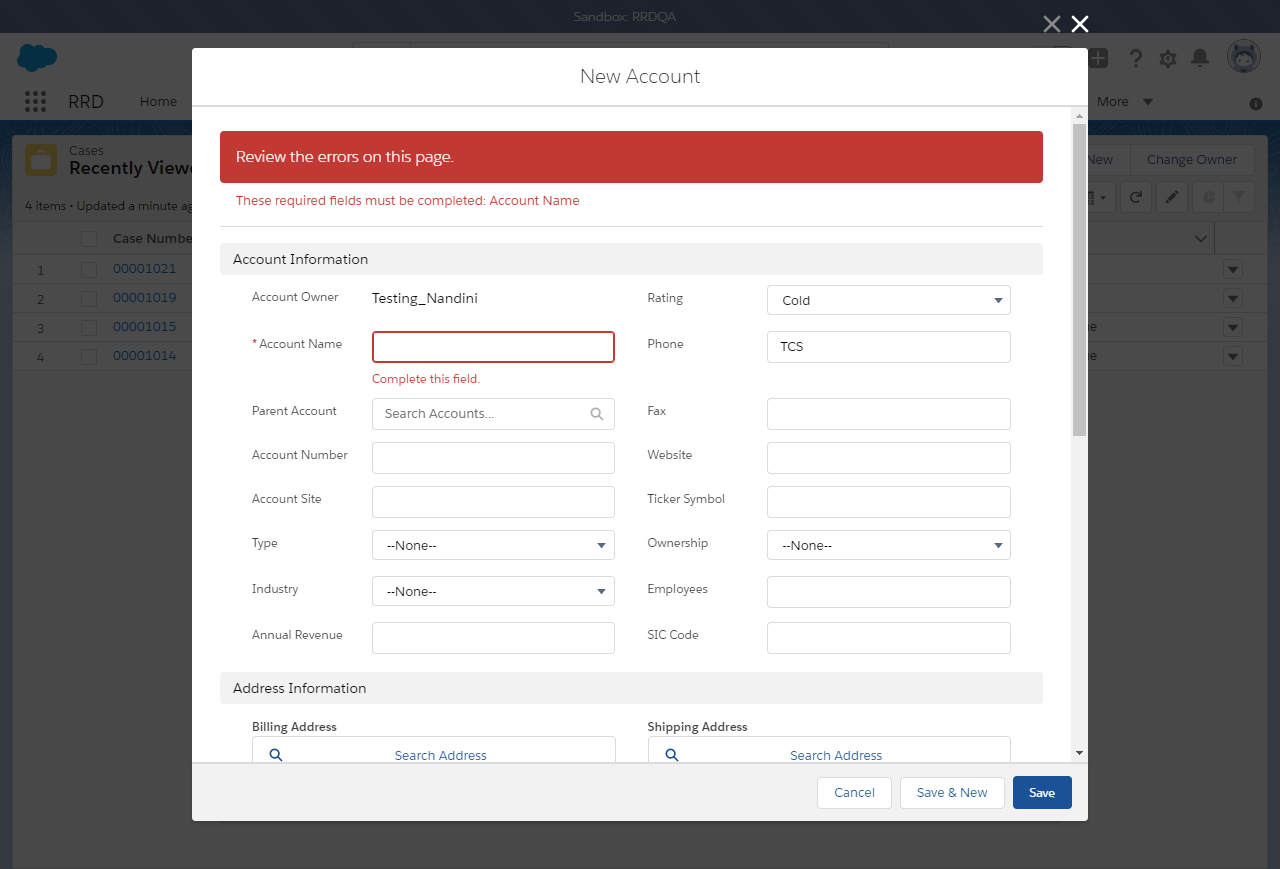 Sandbox: RRDQA
RRD Home More
New Account
Cases
Recently Viewe
New Change Owner
4 items • Updated a minute ag
Case Numbe
1 00001021
2 00001019
3 00001015
4 00001014
Review the errors on this page.
These required fields must be completed: Account Name
Account Information
Account Owner Testing_Nandini Rating Cold
*Account Name Phone TCS
Complete this field.
Parent Account Search Accounts... Fax
Account Number Website
Account Site Ticker Symbol
Type --None-- Ownership --None--
Industry --None-- Employees
Annual Revenue SIC Code
Address Information
Billing Address Shipping Address
Search Address Search Address
Cancel Save & New Save